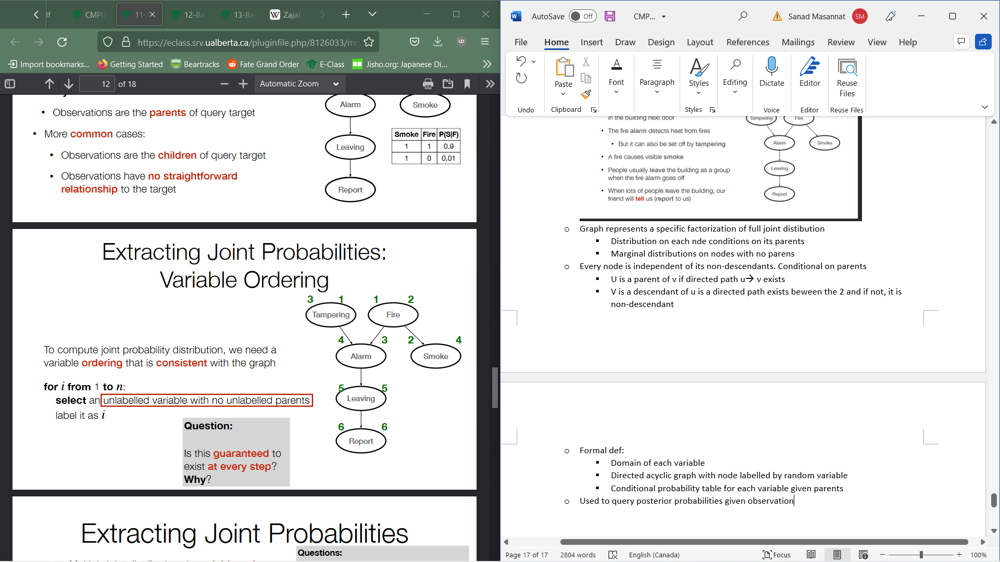 lf
CMPU
11-
12-Ba
13-Ba
W Zajal
https://eclass.srv.ualberta.ca/pluginfile.php/8126033/mo
Import bookmarks...
Getting Started
Beartracks
Fate Grand Order
E-Class
Jisho.org: Japanese Di...
12
of 18
Automatic Zoom
• Observations are the parents of query target
• More common cases:
• Observations are the children of query target
• Observations have no straightforward
relationship to the target
Alarm
Smoke
Leaving
Report
Smoke Fire P(S|F)
1 1 0.9
1 0 0.01
Extracting Joint Probabilities:
Variable Ordering
3 1 1 2
Tampering
Fire
4 3 2 4
Alarm
Smoke
5 5
Leaving
6 6
Report
To compute joint probability distribution, we need a
variable ordering that is consistent with the graph
for i from 1 to n:
select an unlabelled variable with no unlabelled parents
label it as i
Question:
Is this guaranteed to
exist at every step?
Why?
Extracting Joint Probabilities
Questions:
AutoSave
Off
CMP...
Sanad Masannat
SM
File
Home
Insert
Draw
Design
Layout
References
Mailings
Review
View
Help
Paste
Font
Paragraph
Styles
Editing
Dictate
Editor
Reuse
Files
Undo
Clipboard
Styles
Voice
Editor
Reuse Files
in the building next door
• The fire alarm detects heat from fires
• But it can also be set off by tampering
• A fire causes visible smoke
• People usually leave the building as a group
when the fire alarm goes off
• When lots of people leave the building, our
friend will tell us (report to us)
Tampering
Fire
Alarm
Smoke
Leaving
Report
o Graph represents a specific factorization of full joint distibution
▪ Distribution on each nde conditions on its parents
▪ Marginal distributions on nodes with no parens
o Every node is independent of its non-descendants. Conditional on parents
▪ U is a parent of v if directed path u→ v exists
▪ V is a descendant of u is a directed path exists beween the 2 and if not, it is
non-descendant
o Formal def:
▪ Domain of each variable
▪ Directed acyclic graph with node labelled by random variable
▪ Conditional probability table for each variable given parents
o Used to query posterior probabilities given observation
Page 17 of 17
2804 words
English (Canada)
Focus
100%